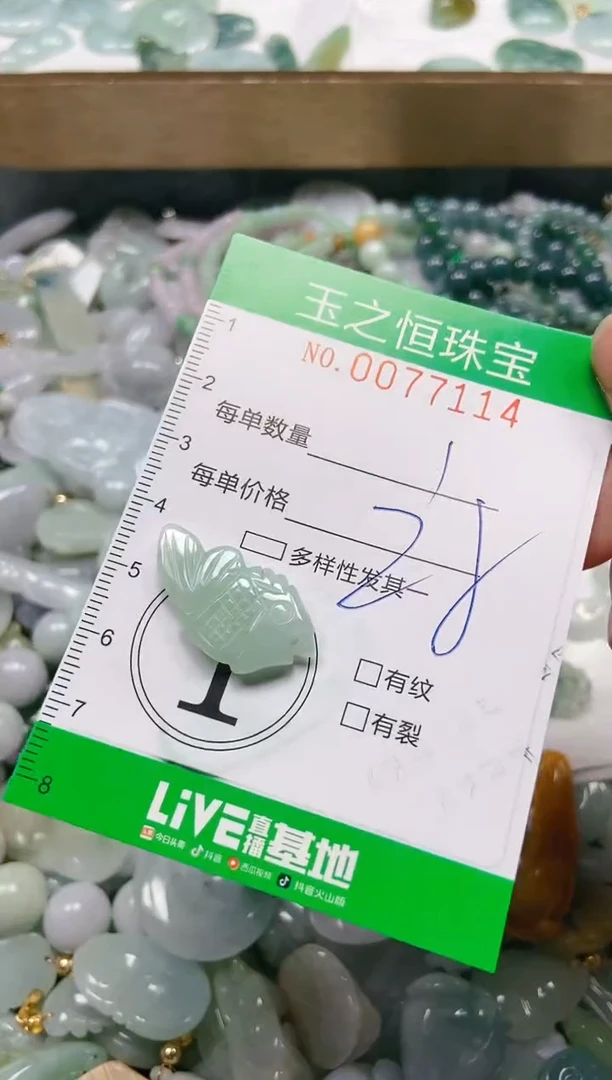 玉之恒珠宝
NO.0077114
1
2
3
4
5
6
7
8
每单数量 1
每单价格 28
多样性发其一
有纹
有裂
1
LiVE直播基地
今日头条 抖音 西瓜视频 抖音火山版